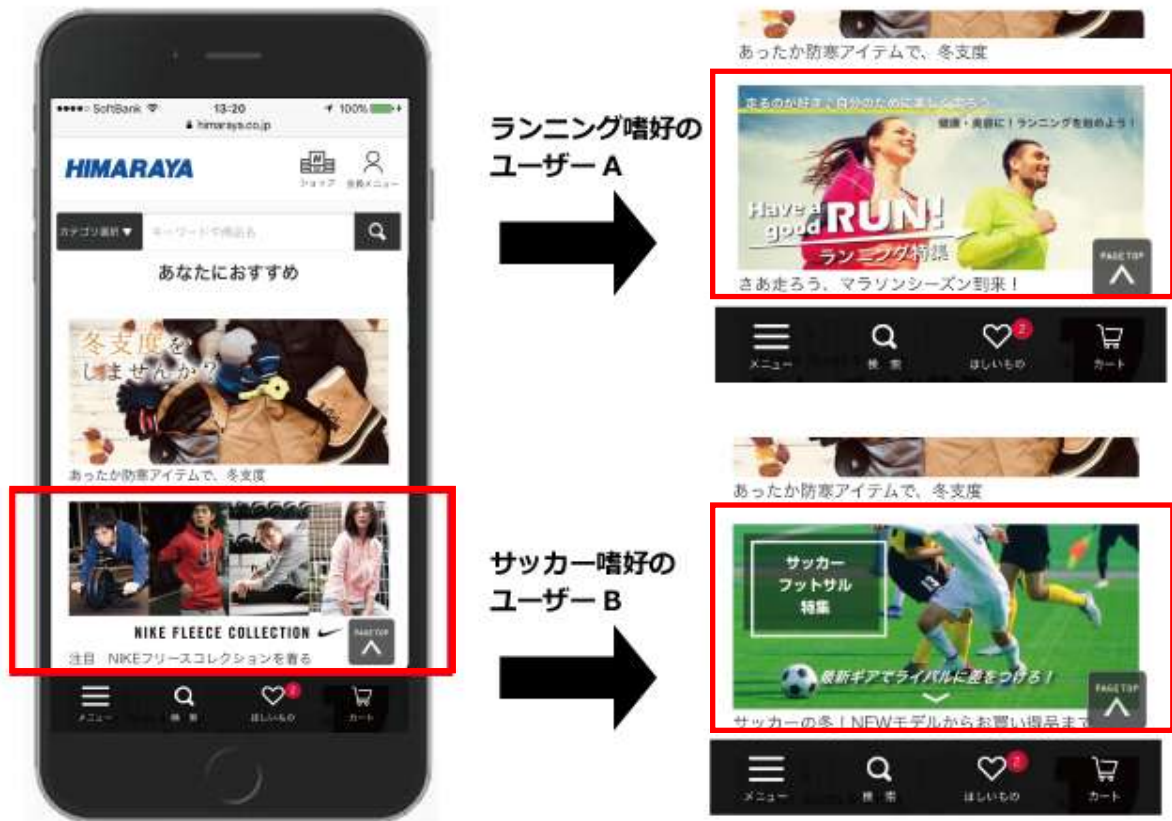 SoftBank
13:20
100%
himaraya.co.jp
HIMARAYA
ショップ
会員メニュー
カテゴリ選択▼
キーワードや商品名
あなたにおすすめ
冬支度を
しませんか?
あったか防寒アイテムで、冬支度
NIKE FLEECE COLLECTION
注目 NIKEフリースコレクションを着る
PAGE TOP
メニュー
検 索
2
ほしいもの
カート
ランニング嗜好の
ユーザー A
サッカー嗜好の
ユーザー B
あったか防寒アイテムで、冬支度
走るのが好き、自分のために楽しく走ろう
健康・美容に!ランニングを始めよう!
Have a
good RUN!
ランニング特集
PAGE TOP
さあ走ろう、マラソンシーズン到来!
メニュー
検 索
2
ほしいもの
カート
あったか防寒アイテムで、冬支度
サッカー
フットサル
特集
13
最新ギアでライバルに差をつけろ!
PAGE TOP
サッカーの冬!NEWモデルからお買い得品まで
メニュー
検 索
2
ほしいもの
カート